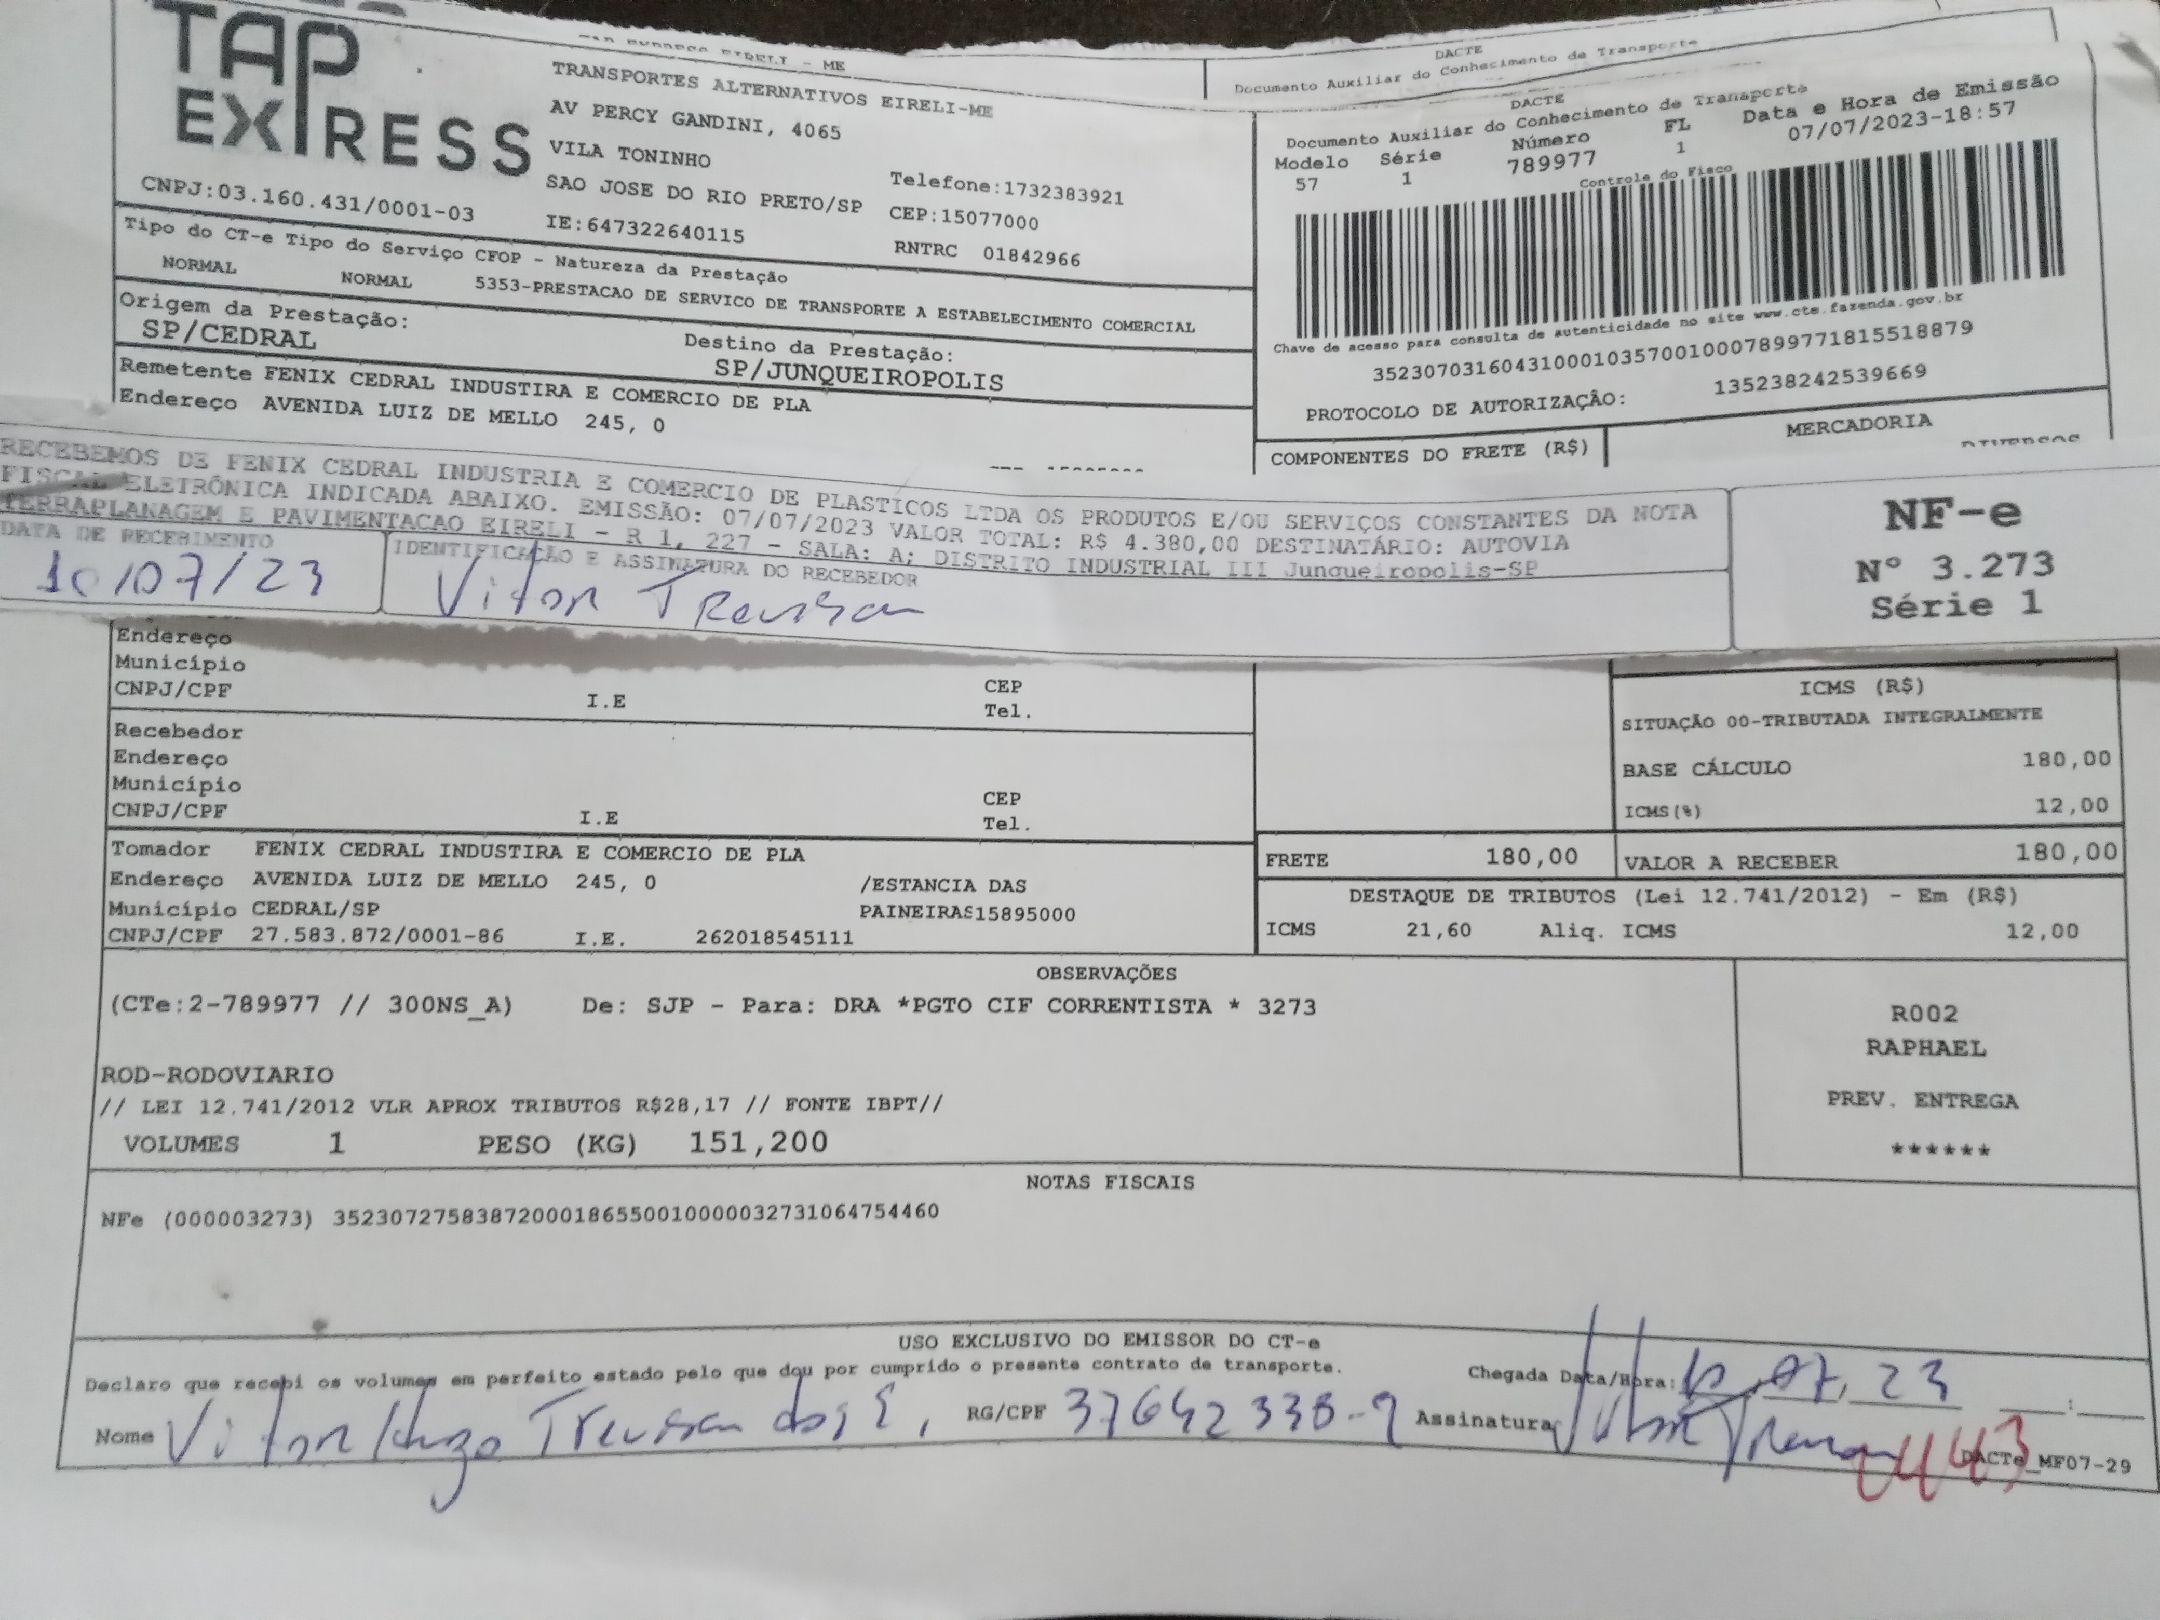 TAP
EXPRESS
TRANSPORTES ALTERNATIVOS EIRELI-ME
AV PERCY GANDINI, 4065
VILA TONINHO
SAO JOSE DO RIO PRETO/SP
Telefone:1732383921
CEP:15077000
CNPJ:03.160.431/0001-03
IE:647322640115
RNTRC 01842966
Tipo do CT-e Tipo do Serviço CFOP - Natureza da Prestação
NORMAL NORMAL 5353-PRESTACAO DE SERVICO DE TRANSPORTE A ESTABELECIMENTO COMERCIAL
Origem da Prestação:
SP/CEDRAL
Destino da Prestação:
SP/JUNQUEIROPOLIS
Remetente FENIX CEDRAL INDUSTIRA E COMERCIO DE PLA
Endereço AVENIDA LUIZ DE MELLO 245, 0
DACTE
Documento Auxiliar do Conhecimento de Transporte
DACTE
Documento Auxiliar do Conhecimento de Transporte
Modelo Série Número FL Data e Hora de Emissão
57 1 789977 1 07/07/2023-18:57
Controle do Fisco
Chave de acesso para consulta de autenticidade no site www.cte.fazenda.gov.br
35230703160431000103570010007899771815518879
PROTOCOLO DE AUTORIZAÇÃO: 135238242539669
COMPONENTES DO FRETE (R$)
MERCADORIA
DIVERSOS
RECEBEMOS DE FENIX CEDRAL INDUSTRIA E COMERCIO DE PLASTICOS LTDA OS PRODUTOS E/OU SERVIÇOS CONSTANTES DA NOTA
FISCAL ELETRÔNICA INDICADA ABAIXO. EMISSÃO: 07/07/2023 VALOR TOTAL: R$ 4.380,00 DESTINATÁRIO: AUTOVIA
TERRAPLANAGEM E PAVIMENTACAO EIRELI - R 1, 227 - SALA: A; DISTRITO INDUSTRIAL III Junqueiropolis-SP
DATA DE RECEBIMENTO
10/07/23
IDENTIFICAÇÃO E ASSINATURA DO RECEBEDOR
Vitor Trevisan
NF-e
Nº 3.273
Série 1
Endereço
Município
CNPJ/CPF I.E CEP
Tel.
Recebedor
Endereço
Município
CNPJ/CPF I.E CEP
Tel.
Tomador FENIX CEDRAL INDUSTIRA E COMERCIO DE PLA
Endereço AVENIDA LUIZ DE MELLO 245, 0 /ESTANCIA DAS
Município CEDRAL/SP PAINEIRAS15895000
CNPJ/CPF 27.583.872/0001-86 I.E. 262018545111
ICMS (R$)
SITUAÇÃO 00-TRIBUTADA INTEGRALMENTE
BASE CÁLCULO 180,00
ICMS(%) 12,00
FRETE 180,00 VALOR A RECEBER 180,00
DESTAQUE DE TRIBUTOS (Lei 12.741/2012) - Em (R$)
ICMS 21,60 Aliq. ICMS 12,00
OBSERVAÇÕES
(CTe:2-789977 // 300NS_A) De: SJP - Para: DRA *PGTO CIF CORRENTISTA * 3273
ROD-RODOVIARIO
// LEI 12.741/2012 VLR APROX TRIBUTOS R$28,17 // FONTE IBPT//
VOLUMES 1 PESO (KG) 151,200
R002
RAPHAEL
PREV. ENTREGA
******
NOTAS FISCAIS
NFe (000003273) 35230727583872000186550010000032731064754460
USO EXCLUSIVO DO EMISSOR DO CT-e
Declaro que recebi os volumes em perfeito estado pelo que dou por cumprido o presente contrato de transporte.
Chegada Data/Hora: 10, 07, 23 :
Nome Vitor Hugo Trevisan dos S, RG/CPF 37642338-9 Assinatura Vitor Trevisan
443
DACTe_MF07-29